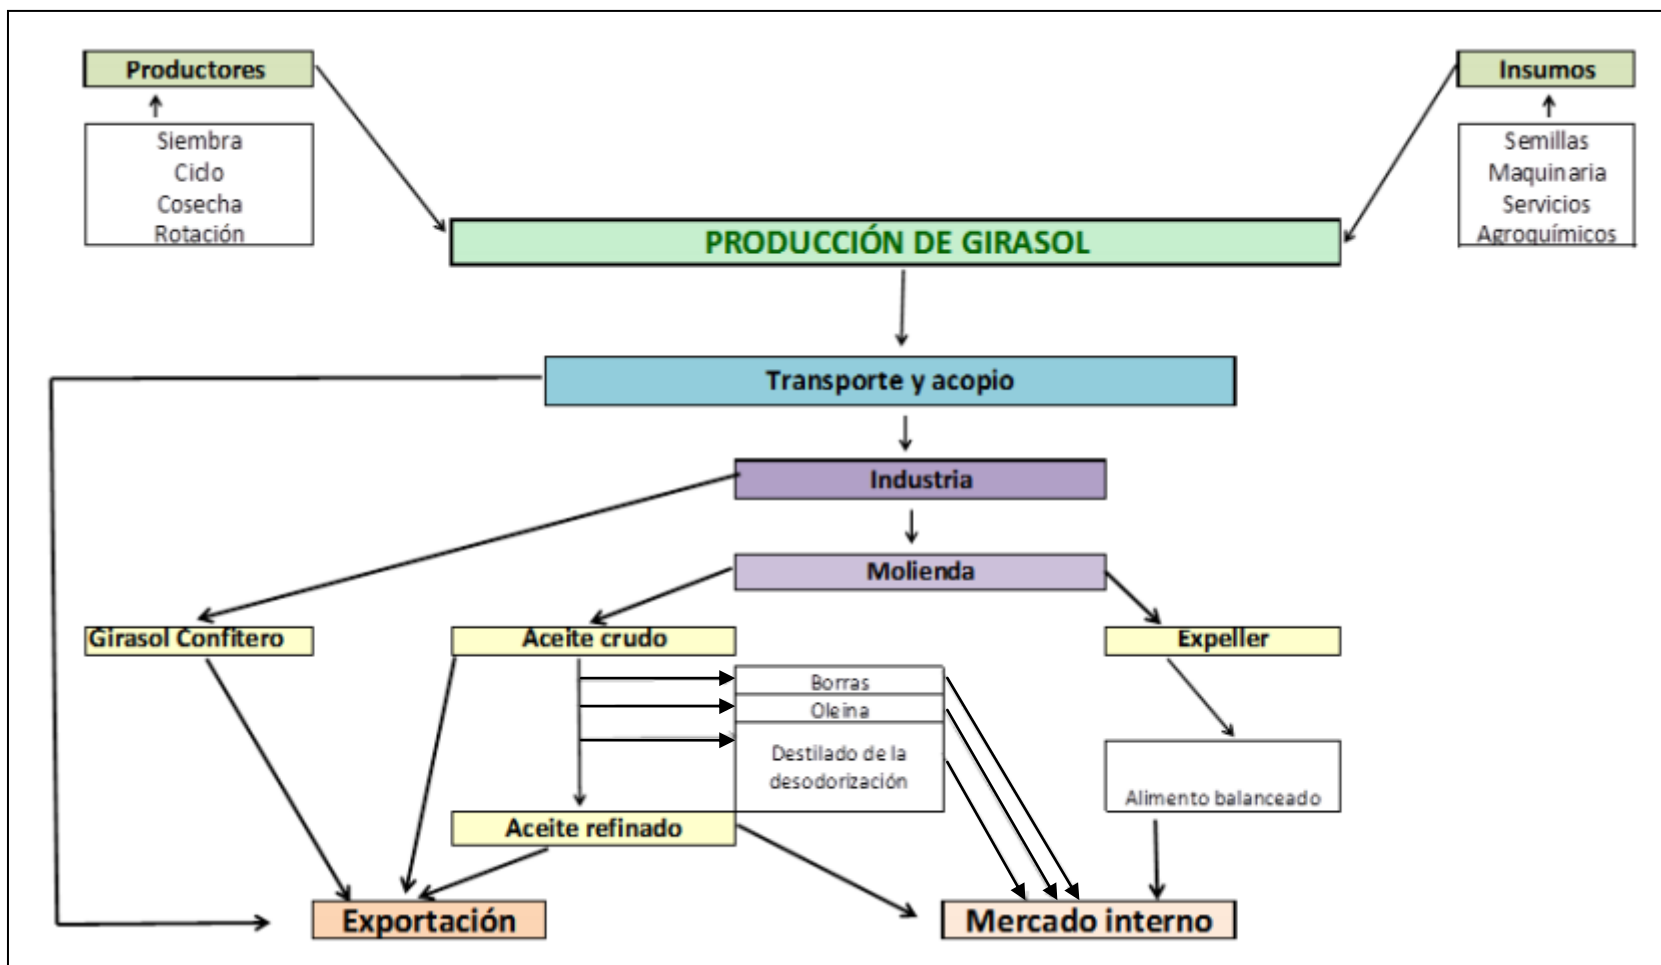 Productores
Insumos
Siembra
Ciclo
Cosecha
Rotación
Semillas
Maquinaria
Servicios
Agroquímicos
PRODUCCIÓN DE GIRASOL
Transporte y acopio
Industria
Molienda
Girasol Confitero
Aceite crudo
Expeller
Borras
Oleina
Destilado de la
desodorización
Alimento balanceado
Aceite refinado
Exportación
Mercado interno